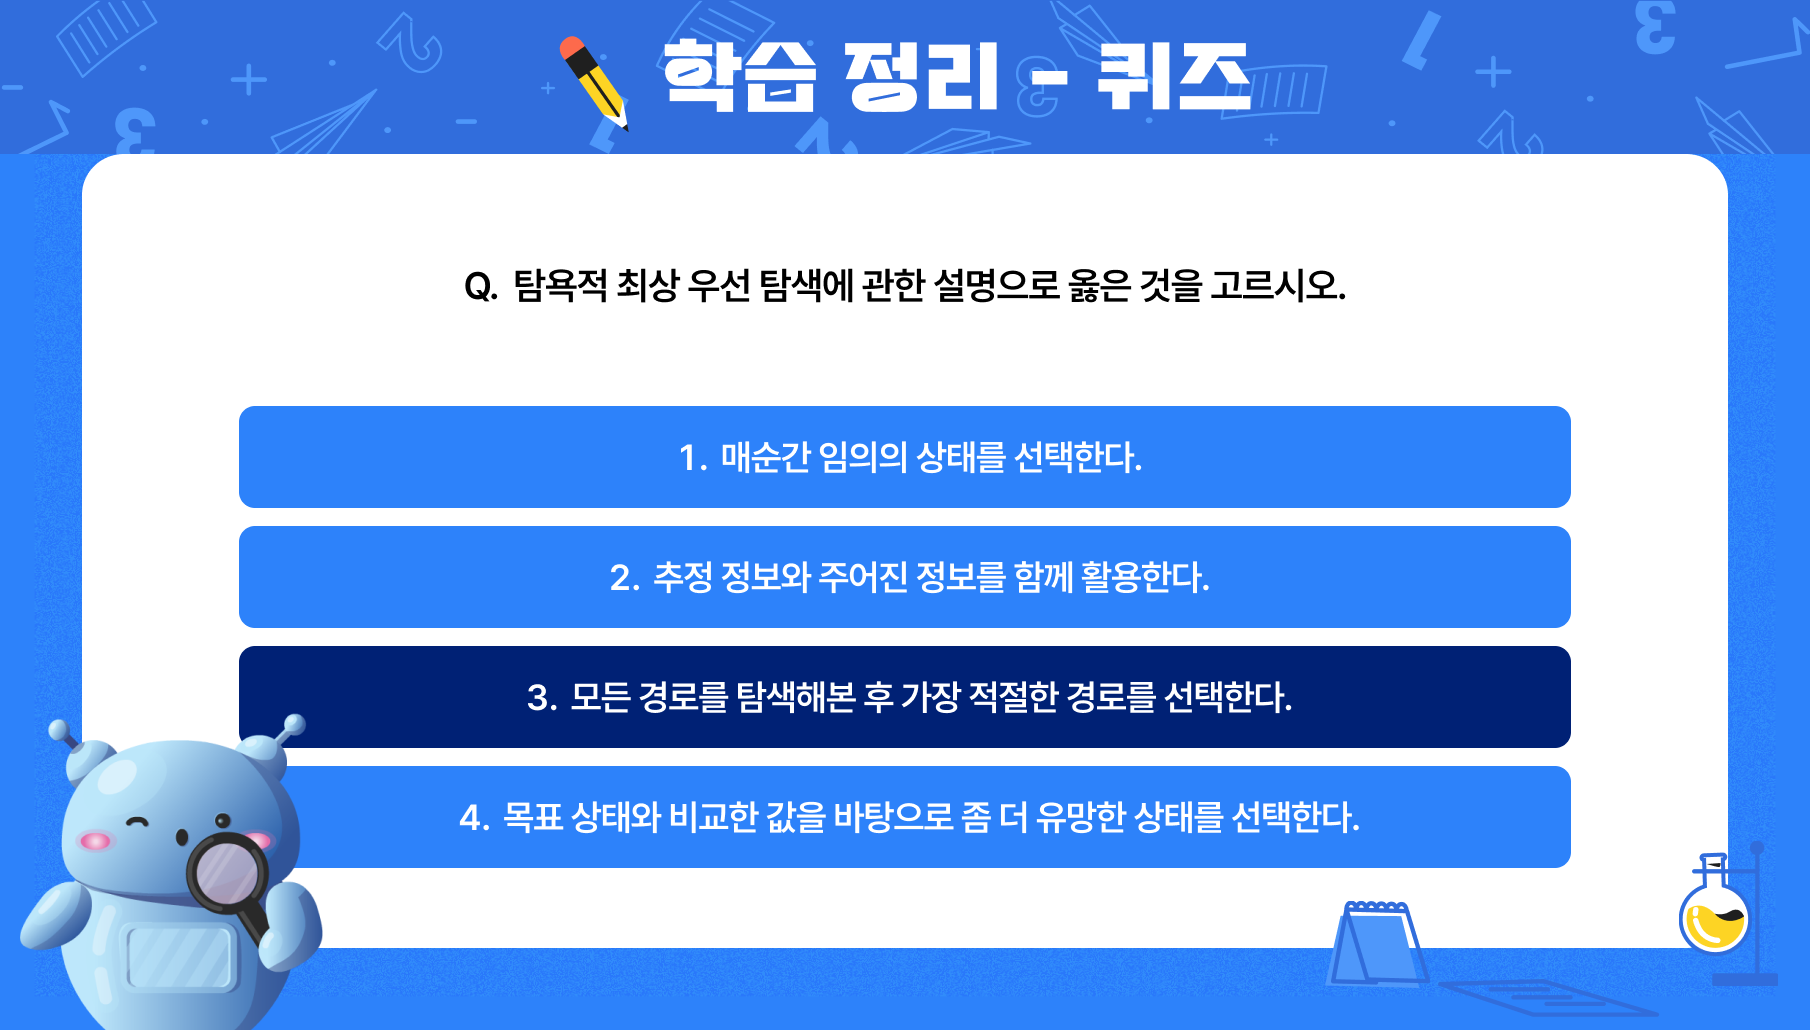 학습 정리 - 퀴즈
Q. 탐욕적 최상 우선 탐색에 관한 설명으로 옳은 것을 고르시오.
1. 매순간 임의의 상태를 선택한다.
2. 추정 정보와 주어진 정보를 함께 활용한다.
3. 모든 경로를 탐색해본 후 가장 적절한 경로를 선택한다.
4. 목표 상태와 비교한 값을 바탕으로 좀 더 유망한 상태를 선택한다.